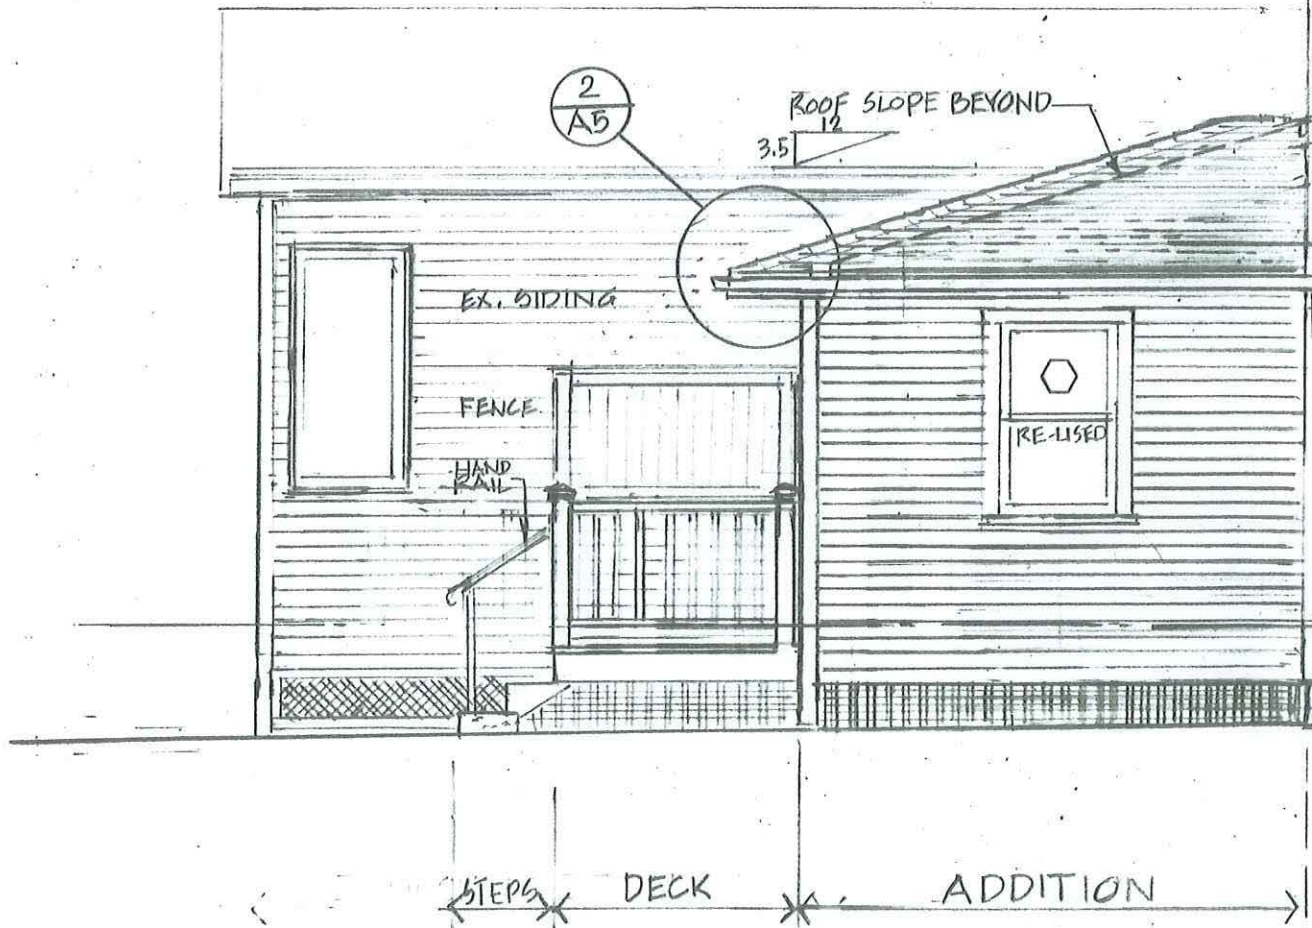 2
A5
ROOF SLOPE BEYOND
12
3.5
EX. SIDING
FENCE
HAND
RAIL
RE-USED
STEPS
DECK
ADDITION